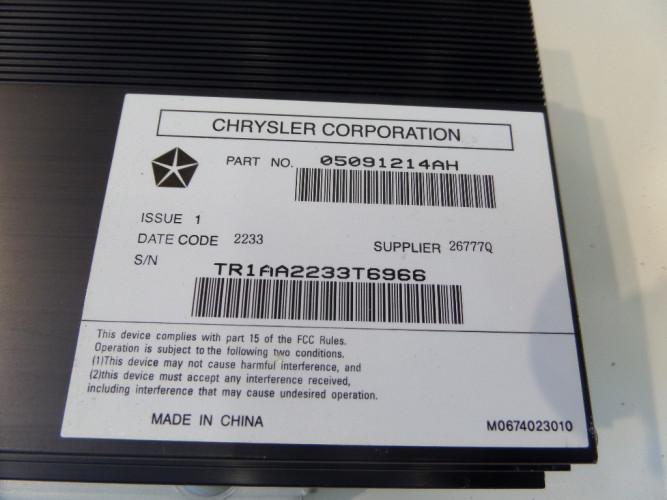 CHRYSLER CORPORATION
PART NO. 05091214AH
ISSUE 1
DATE CODE 2233 SUPPLIER 26777Q
S/N TR1AA2233T6966
This device complies with part 15 of the FCC Rules.
Operation is subject to the following two conditions.
(1)This device may not cause harmful interference, and
(2)this device must accept any interference received,
including interference that may cause undesired operation.
MADE IN CHINA M0674023010